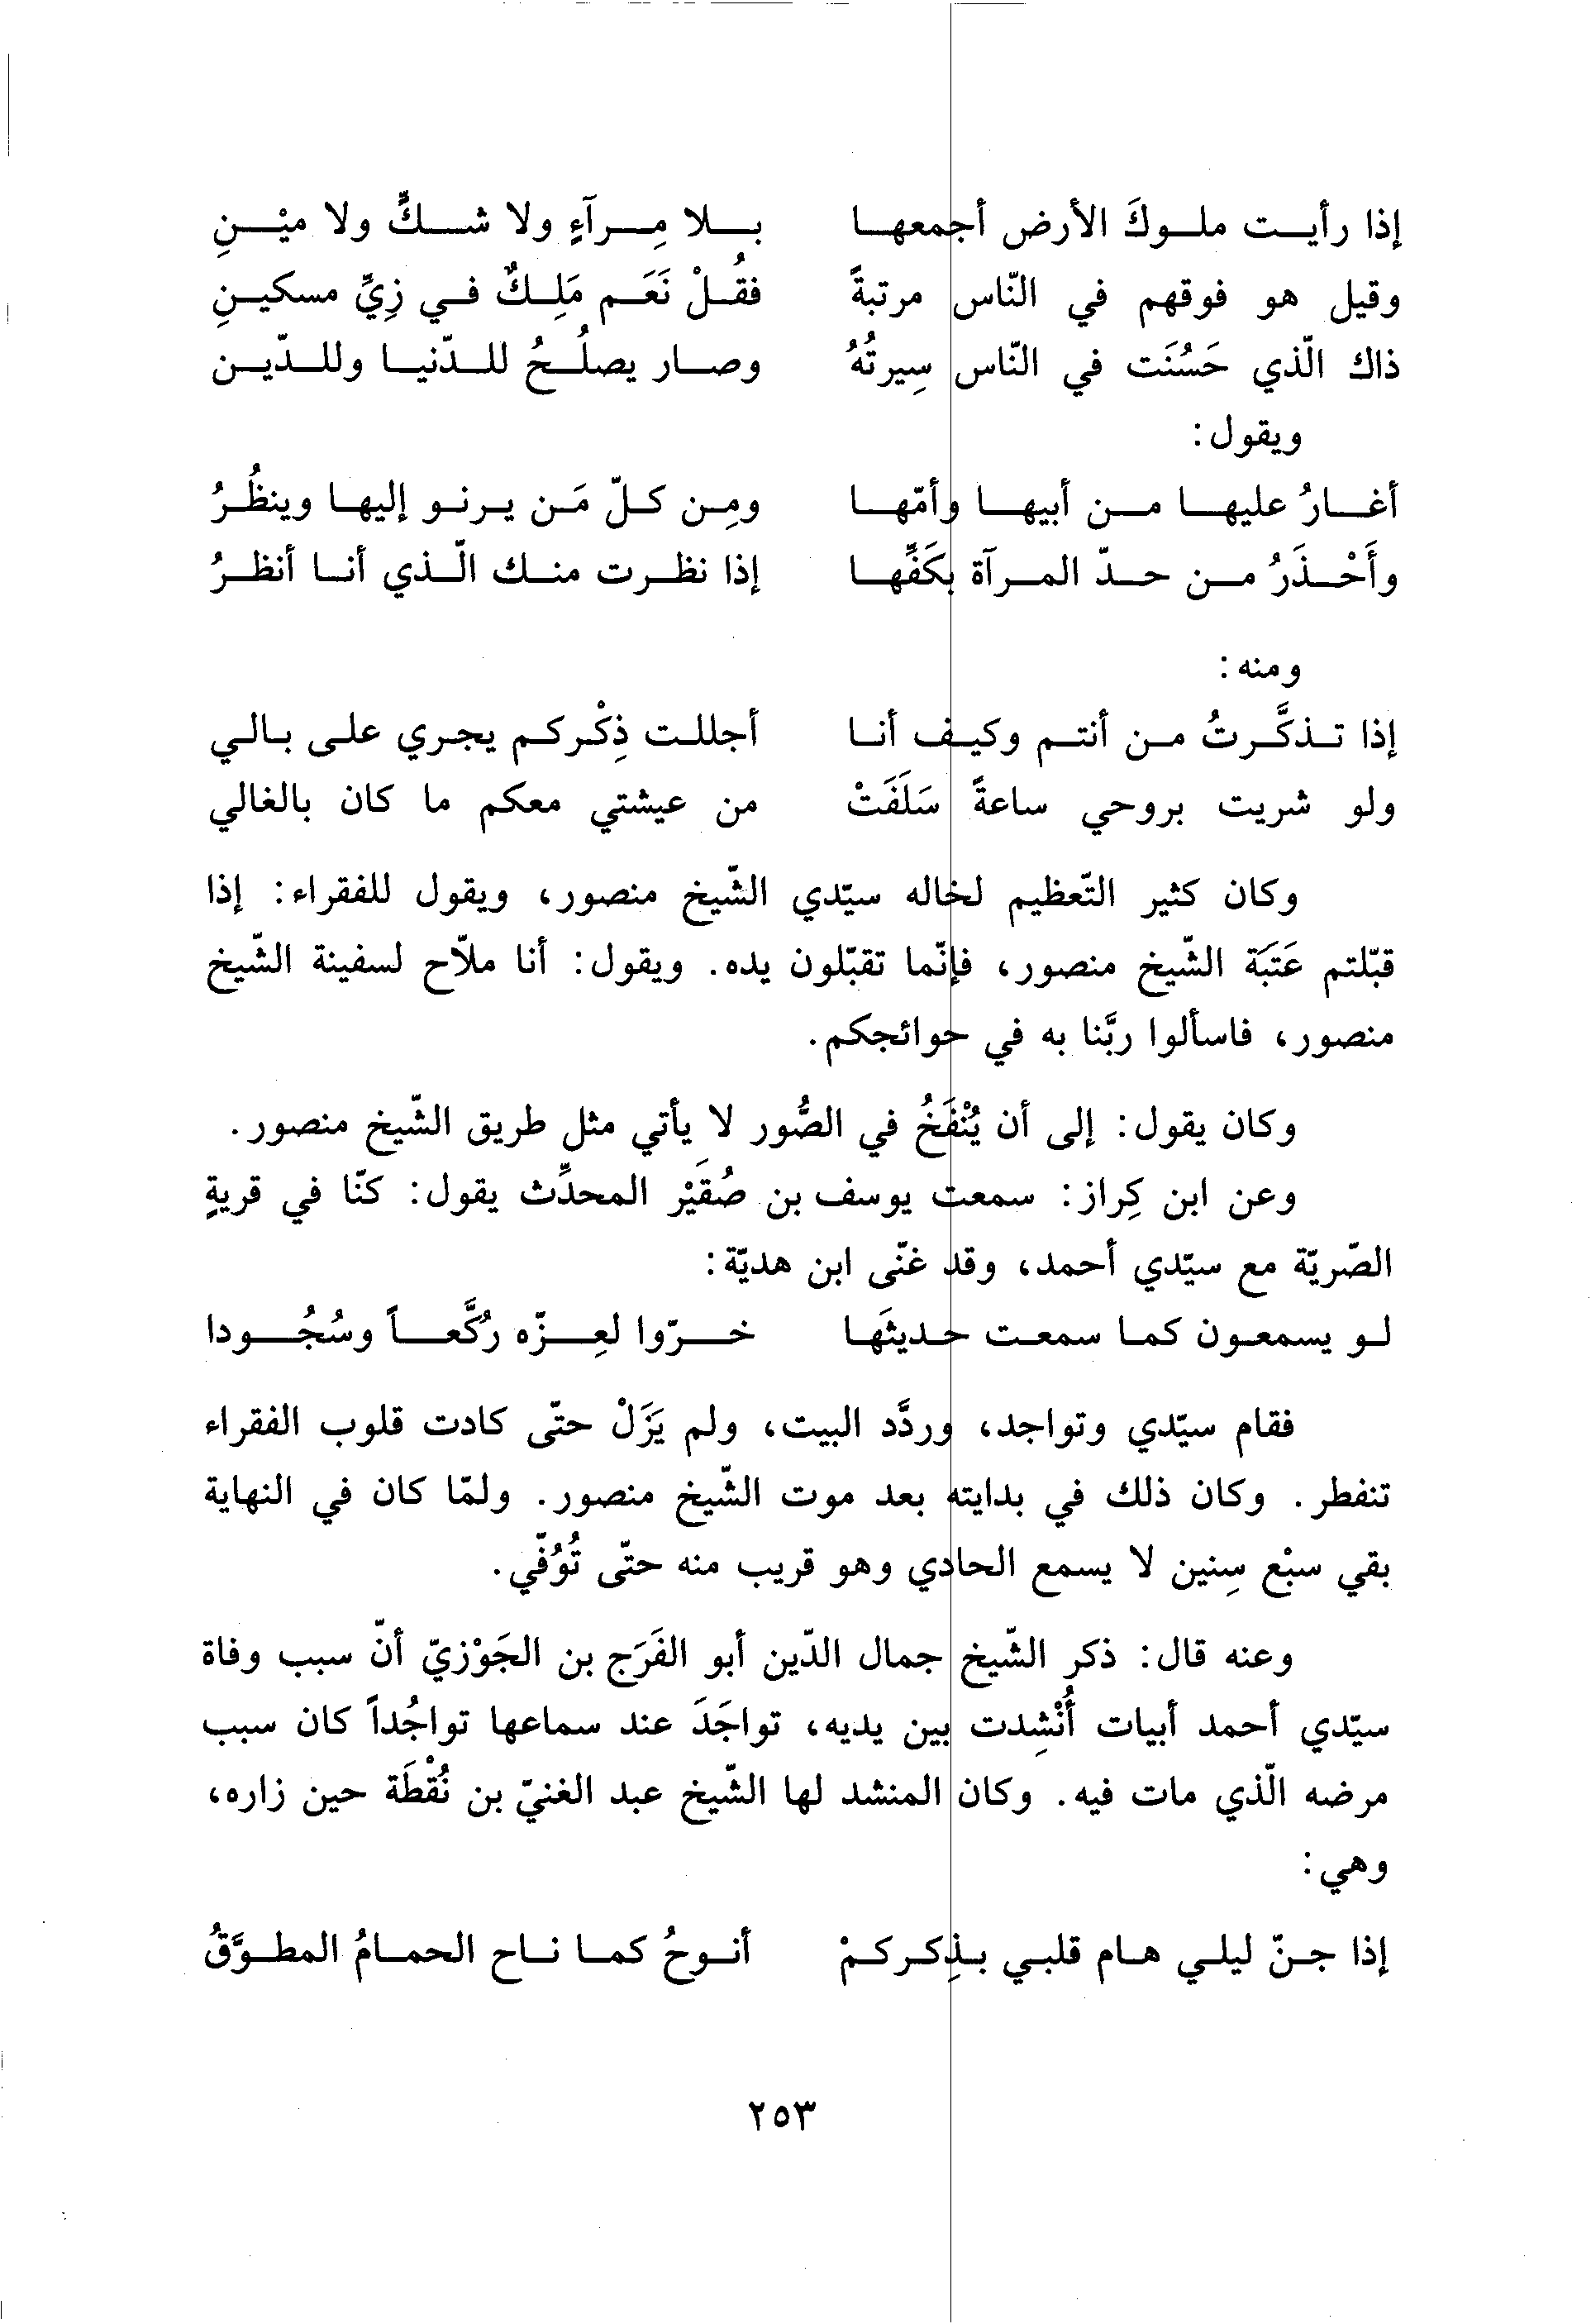 إذا رأيت ملوكَ الأرض أجمعها بلا مِرآءٍ ولا شكٍّ ولا ميْنِ
وقيل هو فوقهم في النّاس مرتبةً فقُلْ نَعَم مَلِكٌ في زِيِّ مسكينِ
ذاك الّذي حَسُنَت في النّاس سِيرتُهُ وصار يصلُحُ للدّنيا وللدّين
ويقول:
أغارُ عليها من أبيها وأمّها ومِن كلّ مَن يرنو إليها وينظُرُ
وأَحْذَرُ من حدّ المرآة بكَفِّها إذا نظرت منك الّذي أنا أنظرُ
ومنه:
إذا تذكَّرتُ من أنتم وكيف أنا أجللت ذِكْركم يجري على بالي
ولو شريت بروحي ساعةً سَلَفَتْ من عيشتي معكم ما كان بالغالي
وكان كثير التّعظيم لخاله سيّدي الشّيخ منصور، ويقول للفقراء: إذا
قبّلتم عَتبَة الشّيخ منصور، فإنّما تقبّلون يده. ويقول: أنا ملاّح لسفينة الشّيخ
منصور، فاسألوا ربَّنا به في حوائجكم.
وكان يقول: إلى أن يُنْفَخُ في الصُّور لا يأتي مثل طريق الشّيخ منصور.
وعن ابن كِراز: سمعت يوسف بن صُقَيْر المحدِّث يقول: كنّا في قريةٍ
الصّريّة مع سيّدي أحمد، وقد غنّى ابن هديّة:
لو يسمعون كما سمعت حديثَها خرّوا لعِزّه رُكَّعاً وسُجُودا
فقام سيّدي وتواجد، وردَّد البيت، ولم يَزَلْ حتّى كادت قلوب الفقراء
تنفطر. وكان ذلك في بدايته بعد موت الشّيخ منصور. ولمّا كان في النهاية
بقي سبْع سِنين لا يسمع الحادي وهو قريب منه حتّى تُوُفّي.
وعنه قال: ذكر الشّيخ جمال الدّين أبو الفَرَج بن الجَوْزيّ أنّ سبب وفاة
سيّدي أحمد أبيات أُنْشِدت بين يديه، تواجَدَ عند سماعها تواجُداً كان سبب
مرضه الّذي مات فيه. وكان المنشد لها الشّيخ عبد الغنيّ بن نُقْطَة حين زاره،
وهي:
إذا جنّ ليلي هام قلبي بذِكركمْ أنوحُ كما ناح الحمامُ المطوَّقُ
٢٥٣